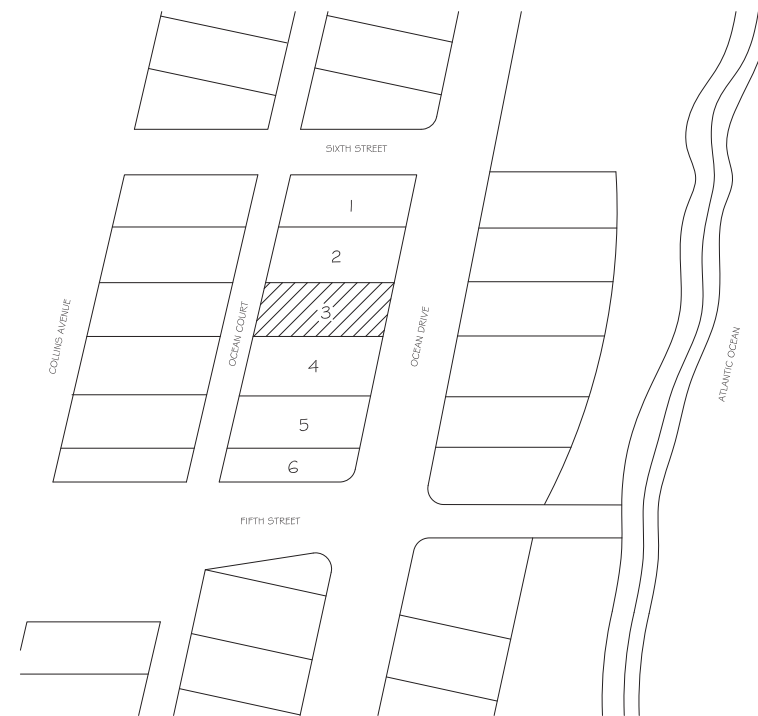 SIXTH STREET
1
2
3
4
5
6
COLLINS AVENUE
OCEAN COURT
OCEAN DRIVE
ATLANTIC OCEAN
FIFTH STREET